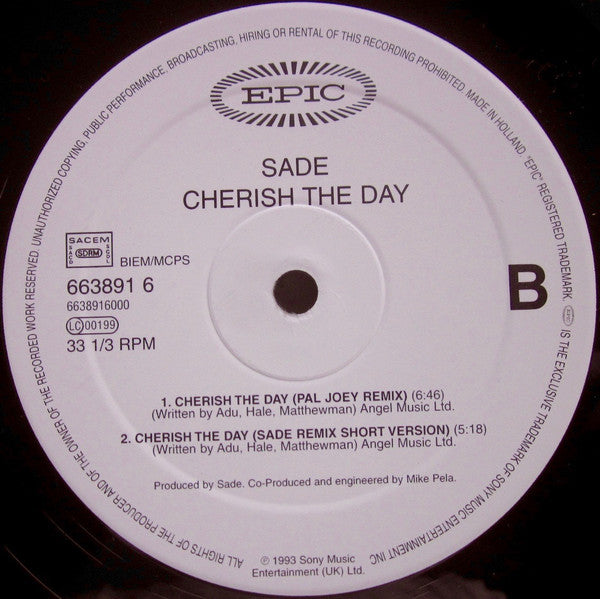 ALL RIGHTS OF THE PRODUCER AND OF THE OWNER OF THE RECORDED WORK RESERVED. UNAUTHORIZED COPYING, PUBLIC PERFORMANCE, BROADCASTING, HIRING OR RENTAL OF THIS RECORDING PROHIBITED. MADE IN HOLLAND. "EPIC" REGISTERED TRADEMARK. EPIC IS THE EXCLUSIVE TRADEMARK OF SONY MUSIC ENTERTAINMENT INC
EPIC
SADE
CHERISH THE DAY
SACEM
SACD SDRM SGDL
BIEM/MCPS
663891 6
6638916000
LC 00199
33 1/3 RPM
B
1. CHERISH THE DAY (PAL JOEY REMIX) (6:46)
(Written by Adu, Hale, Matthewman) Angel Music Ltd.
2. CHERISH THE DAY (SADE REMIX SHORT VERSION) (5:18)
(Written by Adu, Hale, Matthewman) Angel Music Ltd.
Produced by Sade. Co-Produced and engineered by Mike Pela.
℗ 1993 Sony Music
Entertainment (UK) Ltd.